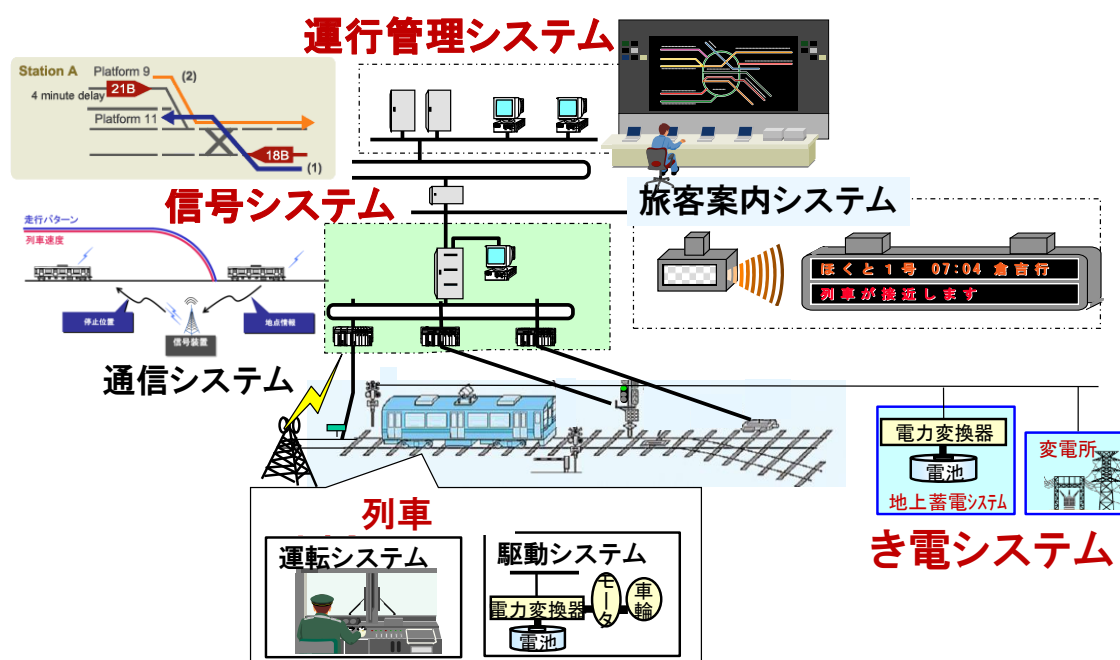 運行管理システム
Station A
Platform 9
(2)
21B
4 minute delay
Platform 11
18B
(1)
信号システム
旅客案内システム
走行パターン
列車速度
停止位置
地点情報
信号装置
ほくと1号 07:04 倉吉行
列車が接近します
通信システム
電力変換器
電池
地上蓄電システム
変電所
き電システム
列車
運転システム
駆動システム
電力変換器
モータ
車輪
電池